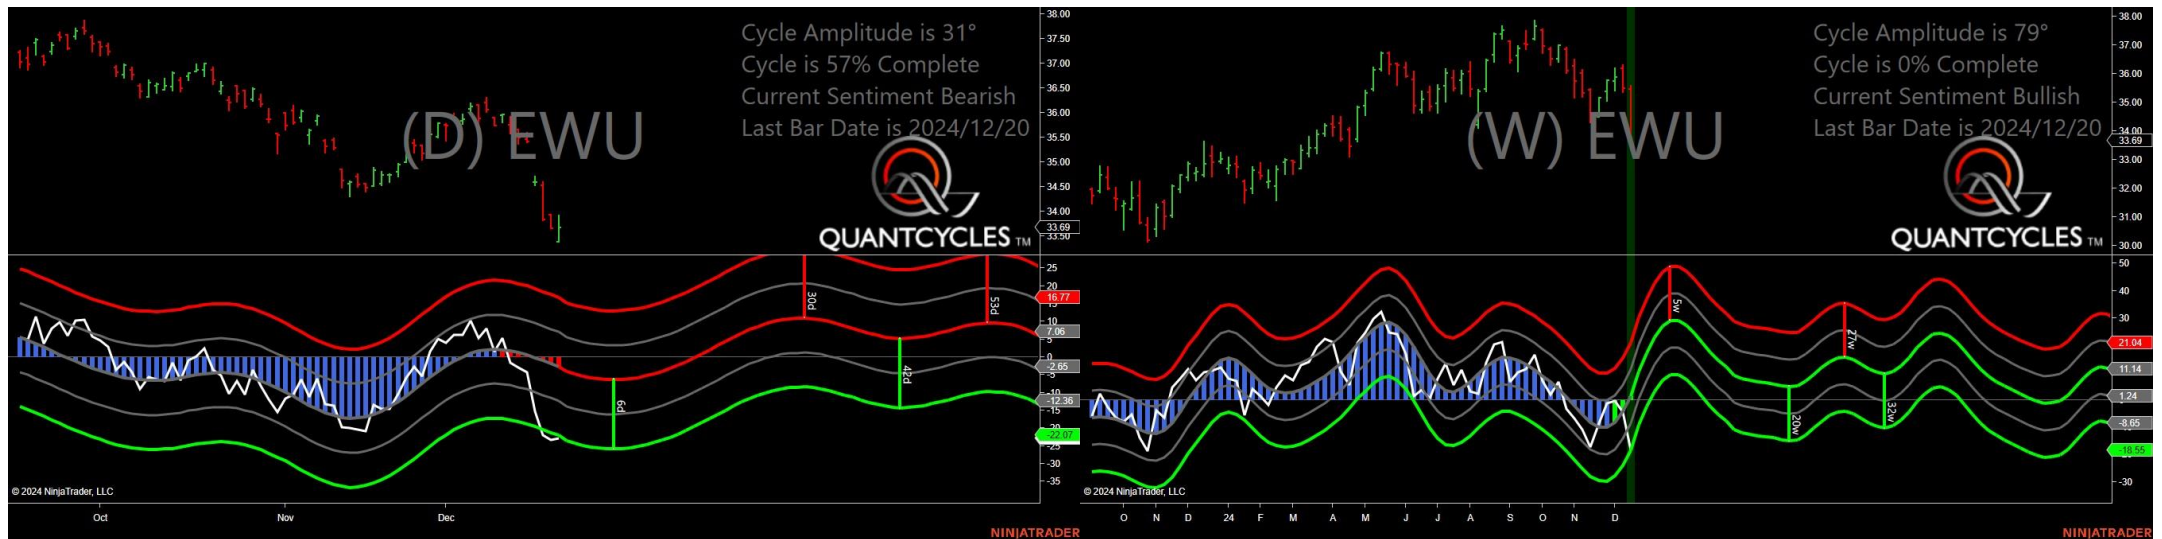 Cycle Amplitude is 31°
Cycle is 57% Complete
Current Sentiment Bearish
Last Bar Date is 2024/12/20
(D) EWU
QUANTCYCLES TM
38.00
37.50
37.00
36.50
36.00
35.50
35.00
34.50
34.00
33.69
33.50
25
20
16.77
10
7.06
0
-2.65
-5
-12.36
-15
-22.07
-25
-30
-35
6d
30d
42d
53d
© 2024 NinjaTrader, LLC
Oct
Nov
Dec
NINJATRADER
Cycle Amplitude is 79°
Cycle is 0% Complete
Current Sentiment Bullish
Last Bar Date is 2024/12/20
(W) EWU
QUANTCYCLES TM
38.00
37.00
36.00
35.00
34.00
33.69
33.00
32.00
31.00
30.00
50
40
30
21.04
11.14
1.24
-8.65
-18.55
-30
5w
20w
27w
32w
© 2024 NinjaTrader, LLC
O N D 24 F M A M J J A S O N D
NINJATRADER